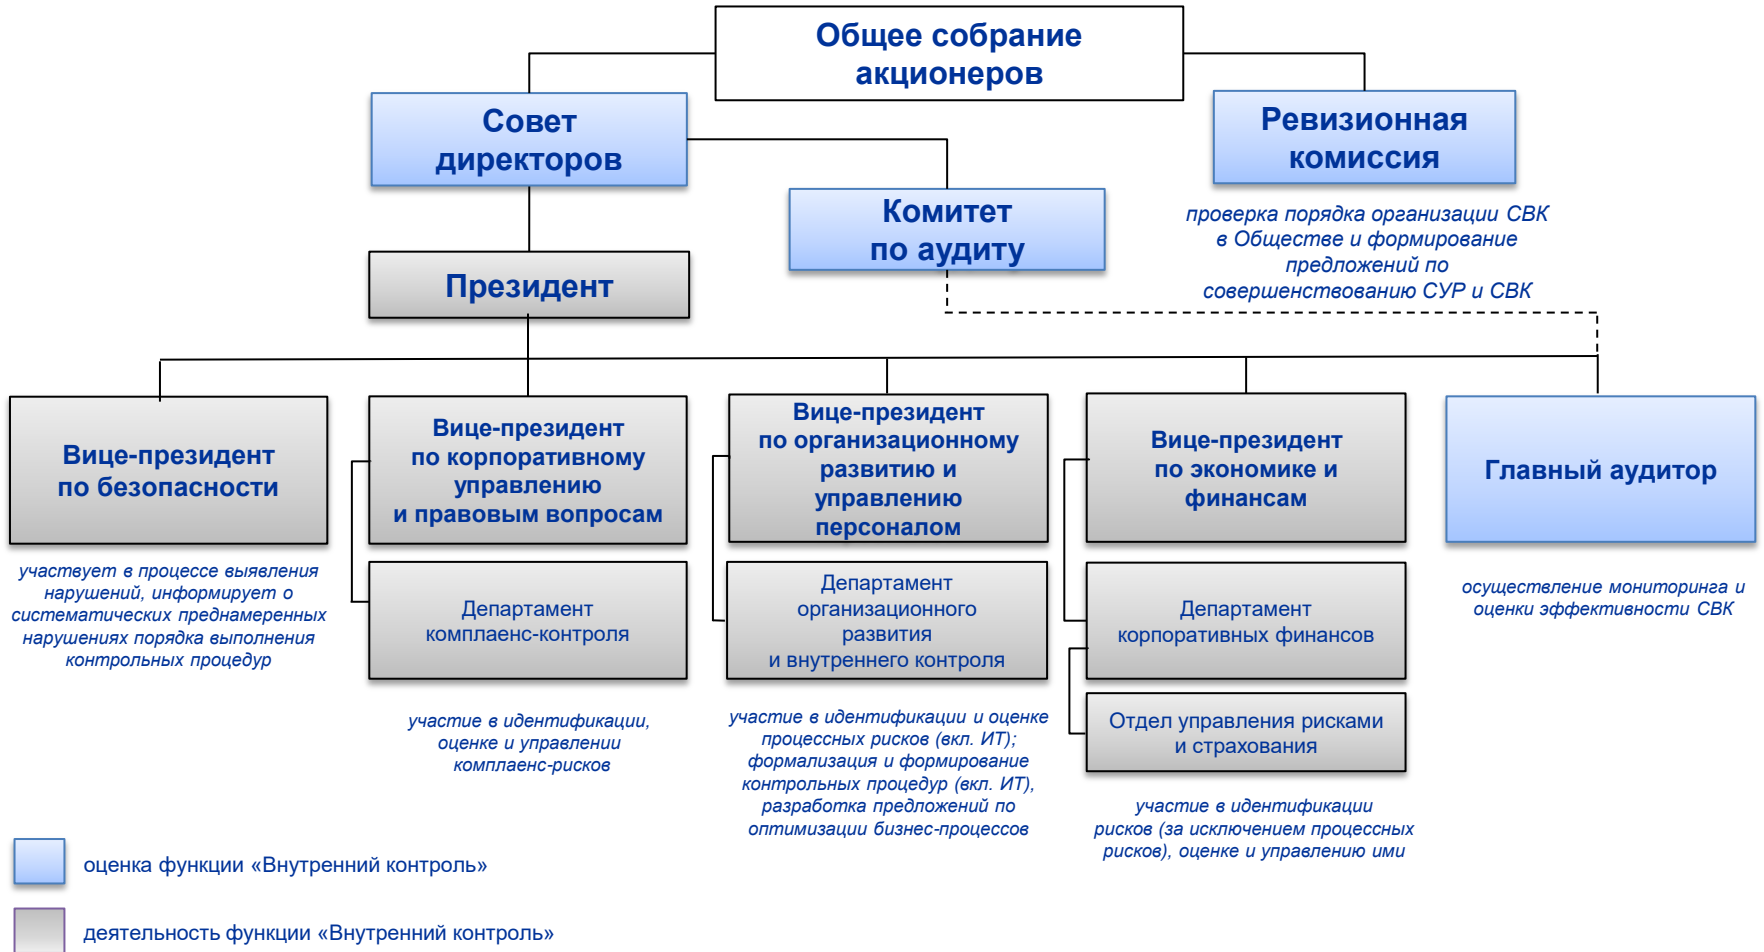 Общее собрание
акционеров
Совет
директоров
Ревизионная
комиссия
Комитет
по аудиту
проверка порядка организации СВК
в Обществе и формирование
предложений по
совершенствованию СУР и СВК
Президент
Вице-президент
по безопасности
участвует в процессе выявления
нарушений, информирует о
систематических преднамеренных
нарушениях порядка выполнения
контрольных процедур
Вице-президент
по корпоративному
управлению
и правовым вопросам
Департамент
комплаенс-контроля
участие в идентификации,
оценке и управлении
комплаенс-рисков
Вице-президент
по организационному
развитию и
управлению
персоналом
Департамент
организационного
развития
и внутреннего контроля
участие в идентификации и оценке
процессных рисков (вкл. ИТ);
формализация и формирование
контрольных процедур (вкл. ИТ),
разработка предложений по
оптимизации бизнес-процессов
Вице-президент
по экономике и
финансам
Департамент
корпоративных финансов
Отдел управления рисками
и страхования
участие в идентификации
рисков (за исключением процессных
рисков), оценке и управлению ими
Главный аудитор
осуществление мониторинга и
оценки эффективности СВК
оценка функции «Внутренний контроль»
деятельность функции «Внутренний контроль»